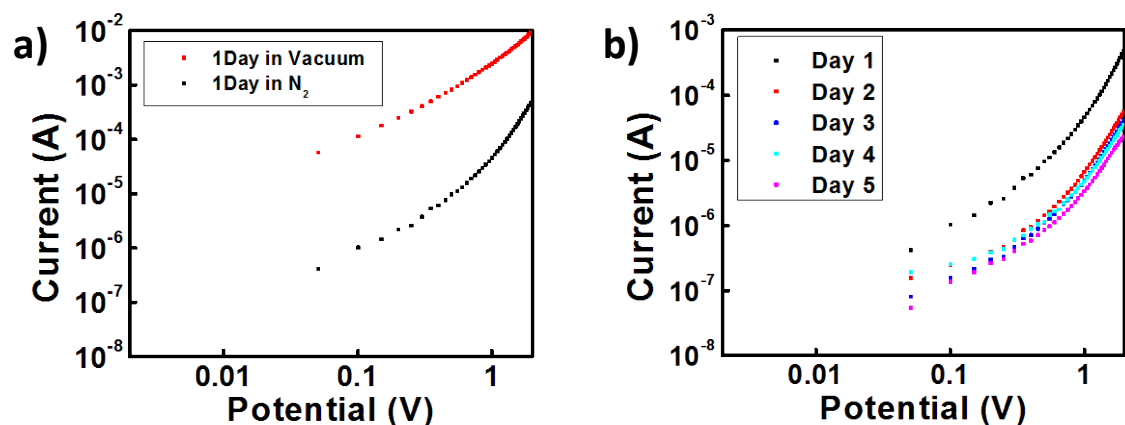 a)
10⁻²
10⁻³
10⁻⁴
10⁻⁵
10⁻⁶
10⁻⁷
10⁻⁸
Current (A)
1Day in Vacuum
1Day in N₂
0.01 0.1 1
Potential (V)
b)
10⁻³
10⁻⁴
10⁻⁵
10⁻⁶
10⁻⁷
10⁻⁸
Current (A)
Day 1
Day 2
Day 3
Day 4
Day 5
0.01 0.1 1
Potential (V)